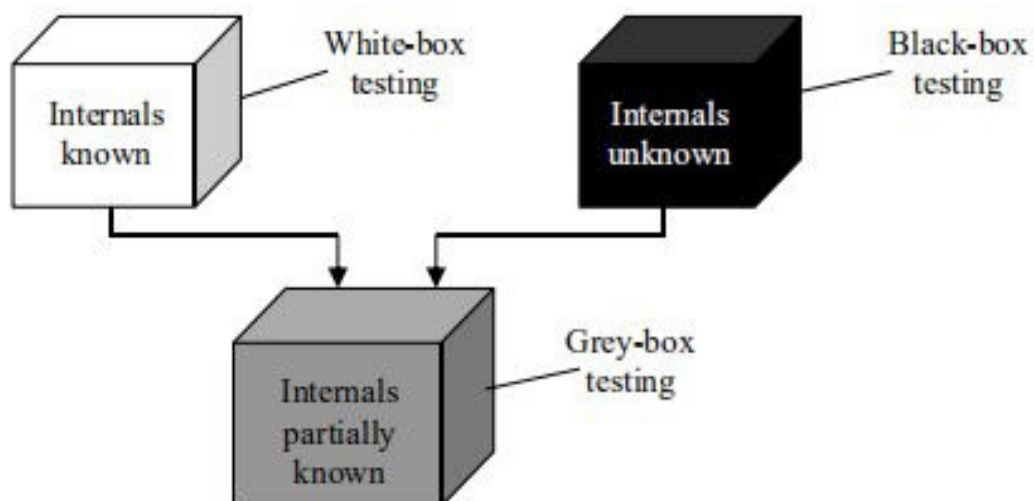 White-box
testing
Internals
known
Black-box
testing
Internals
unknown
Grey-box
testing
Internals
partially
known